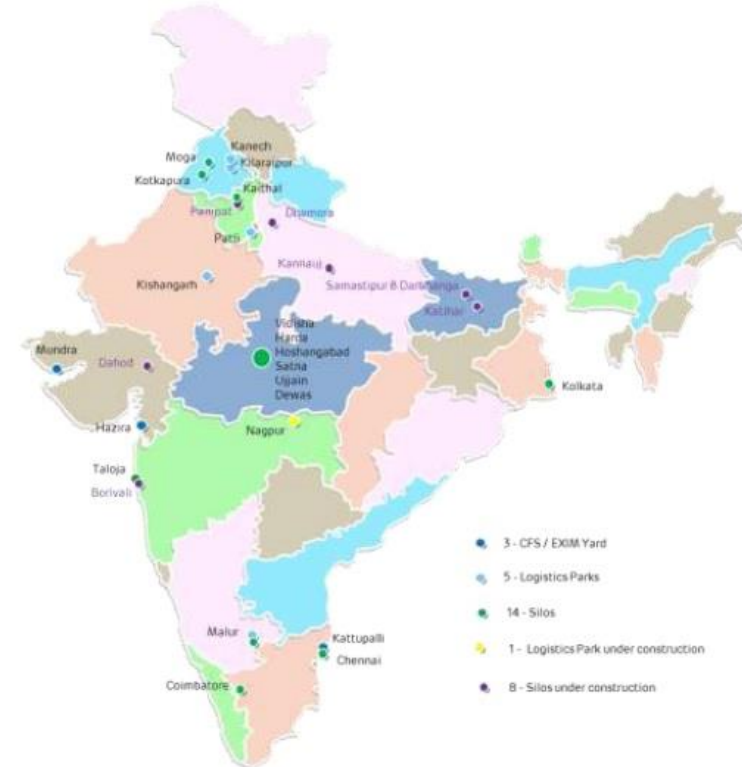 Kanech
Moga
Kilaraipur
Kotkapura
Kaithal
Panipat
Dhamora
Patli
Kannauj
Kishangarh
Samastipur & Darbhanga
Katihar
Vidisha
Harda
Hoshangabad
Satna
Ujjain
Dewas
Mundra
Dahod
Kolkata
Hazira
Nagpur
Taloja
Borivali
3 - CFS / EXIM Yard
5 - Logistics Parks
14 - Silos
Malur
Kattupalli
1 - Logistics Park under construction
Chennai
Coimbatore
8 - Silos under construction